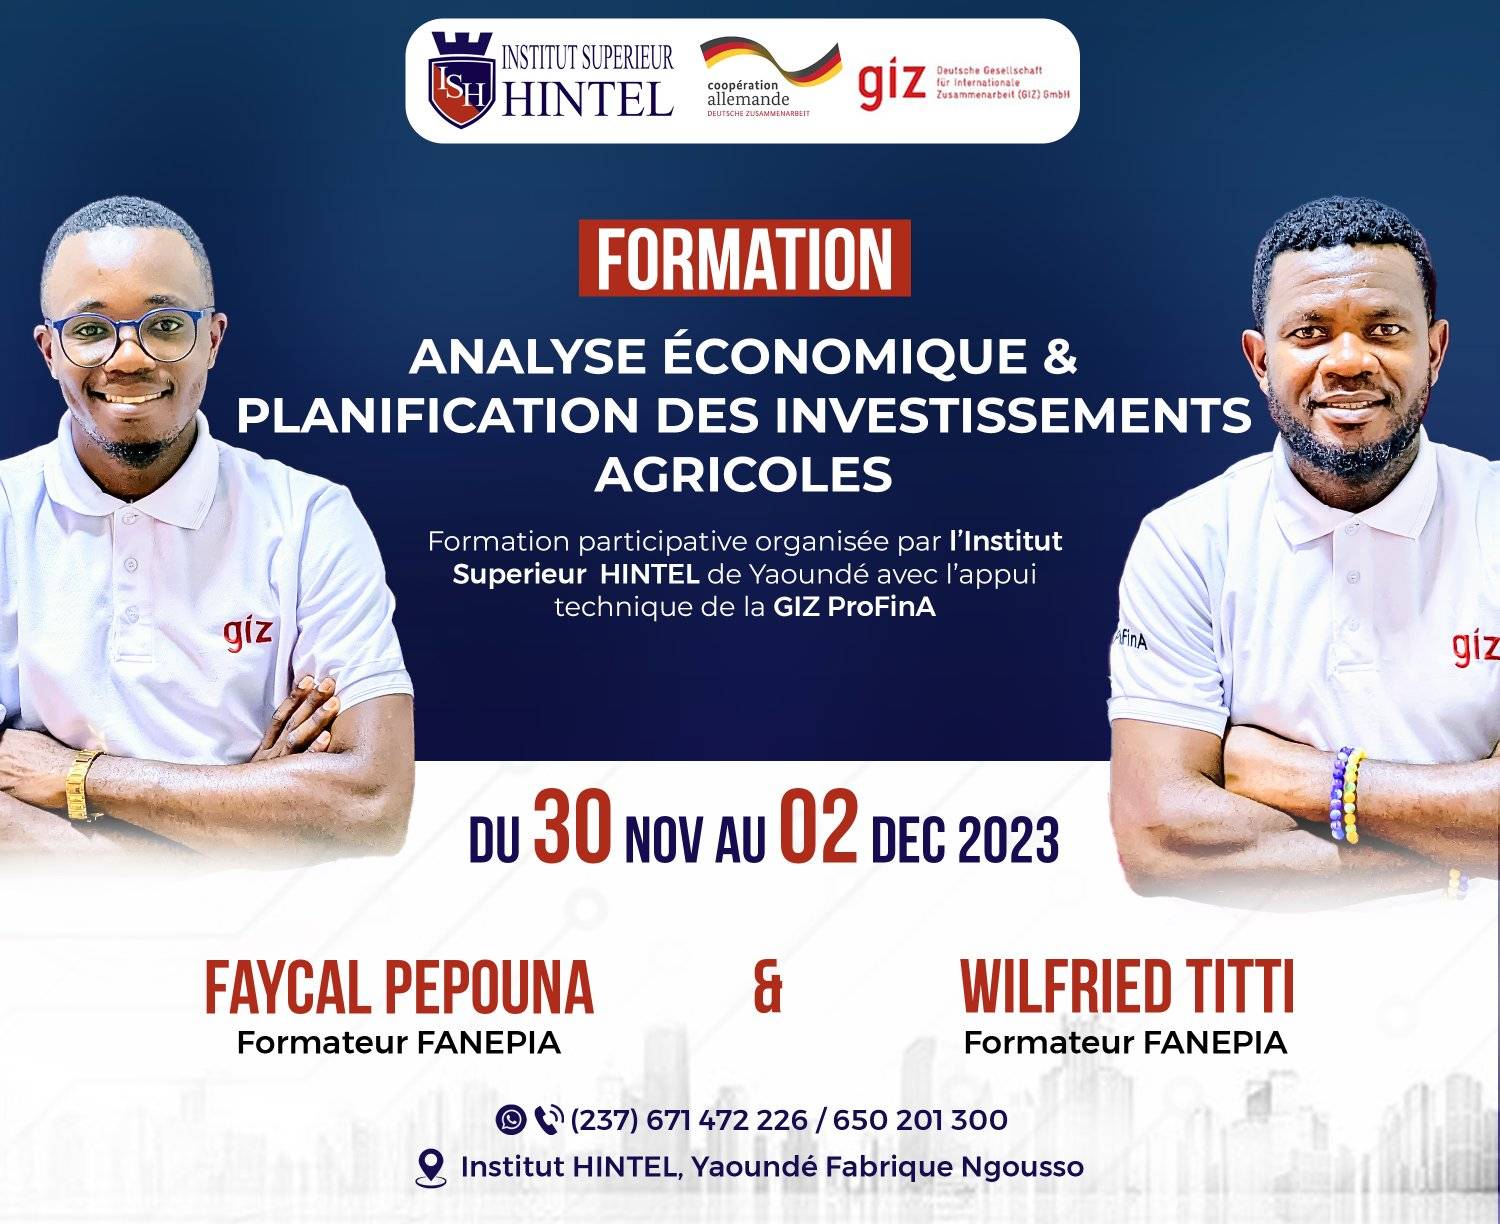 INSTITUT SUPERIEUR
HINTEL
ISH
coopération
allemande
DEUTSCHE ZUSAMMENARBEIT
giz
Deutsche Gesellschaft
für Internationale
Zusammenarbeit (GIZ) GmbH
FORMATION
ANALYSE ÉCONOMIQUE &
PLANIFICATION DES INVESTISSEMENTS
AGRICOLES
Formation participative organisée par l'Institut
Superieur HINTEL de Yaoundé avec l'appui
technique de la GIZ ProFinA
giz
FinA
giz
DU 30 NOV AU 02 DEC 2023
FAYCAL PEPOUNA & WILFRIED TITTI
Formateur FANEPIA Formateur FANEPIA
(237) 671 472 226 / 650 201 300
Institut HINTEL, Yaoundé Fabrique Ngousso